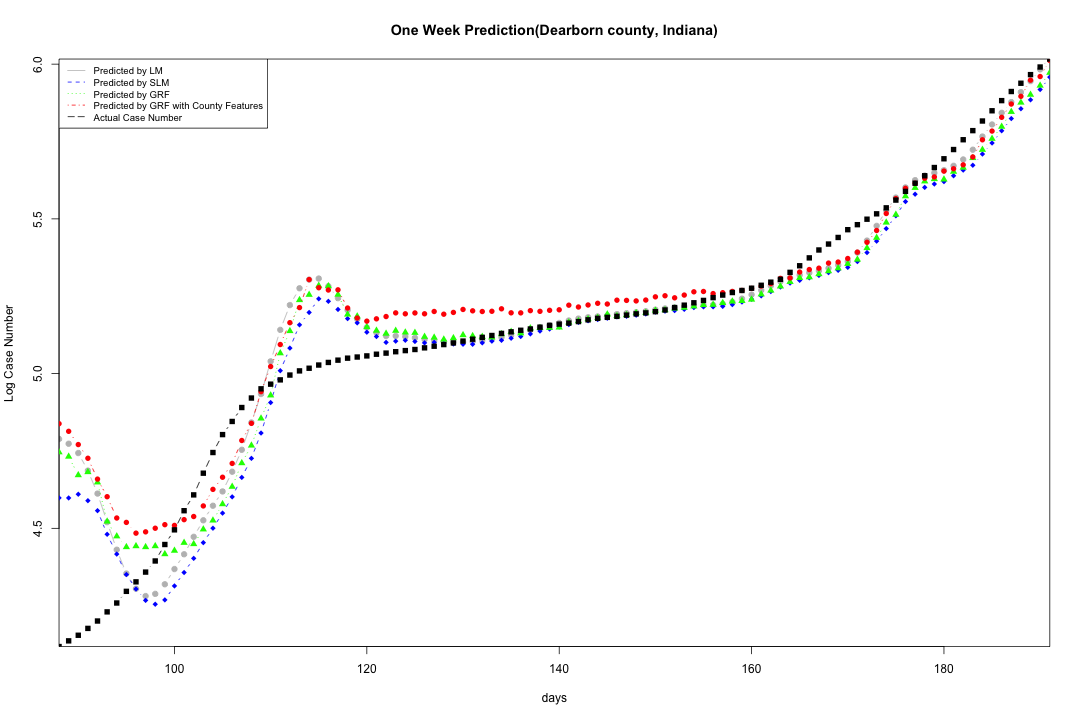 One Week Prediction(Dearborn county, Indiana)
Predicted by LM
Predicted by SLM
Predicted by GRF
Predicted by GRF with County Features
Actual Case Number
6.0
5.5
5.0
4.5
Log Case Number
100 120 140 160 180
days